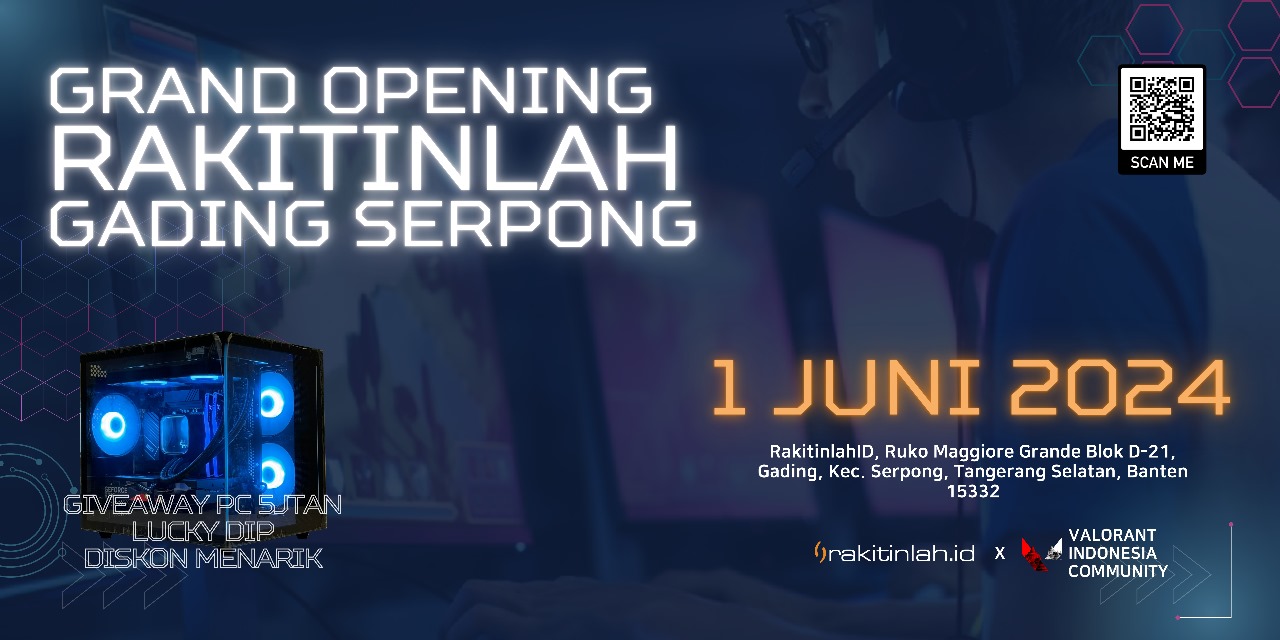 GRAND OPENING
RAKITINLAH
GADING SERPONG
SCAN ME
1 JUNI 2024
RakitinlahID, Ruko Maggiore Grande Blok D-21,
Gading, Kec. Serpong, Tangerang Selatan, Banten
15332
GEFORCE
GIVEAWAY PC 5JTAN
LUCKY DIP
DISKON MENARIK
rakitinlah.id X VALORANT
INDONESIA
COMMUNITY